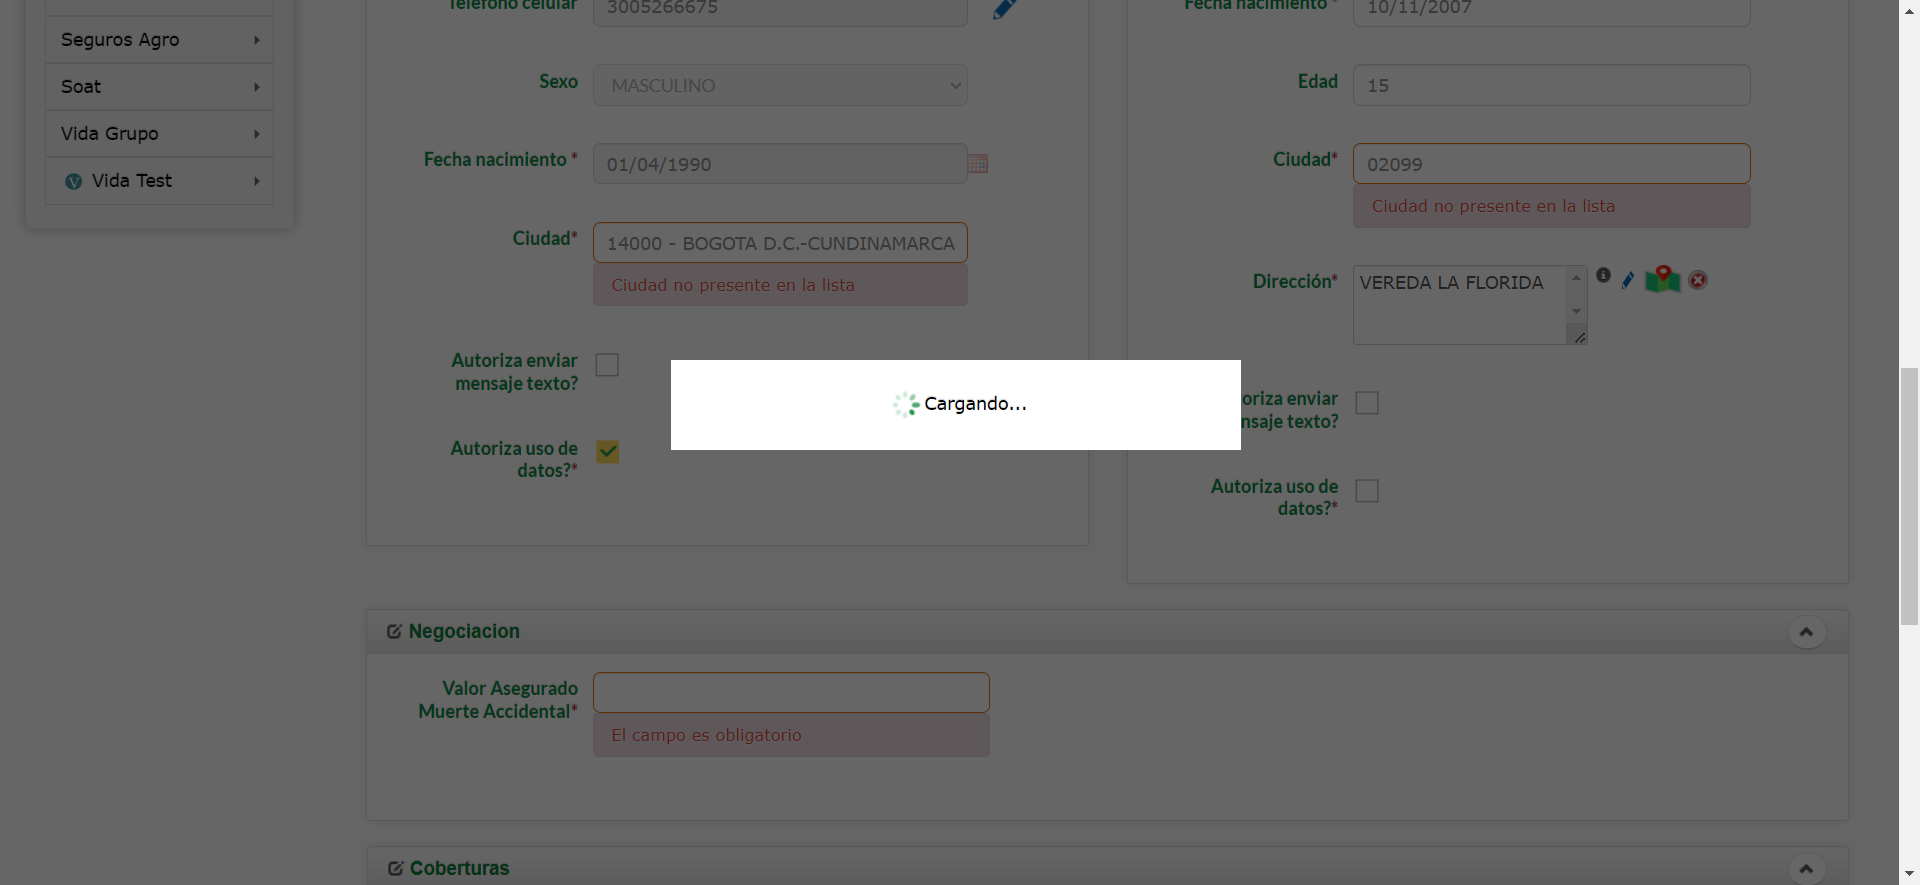 Seguros Agro
Soat
Vida Grupo
Vida Test
Teléfono celular
3005266675
Sexo
MASCULINO
Fecha nacimiento *
01/04/1990
Ciudad*
14000 - BOGOTA D.C.-CUNDINAMARCA
Ciudad no presente en la lista
Autoriza enviar
mensaje texto?
Autoriza uso de
datos?*
Fecha nacimiento *
10/11/2007
Edad
15
Ciudad*
02099
Ciudad no presente en la lista
Dirección*
VEREDA LA FLORIDA
oriza enviar
nsaje texto?
Autoriza uso de
datos?*
Cargando...
Negociacion
Valor Asegurado
Muerte Accidental*
El campo es obligatorio
Coberturas